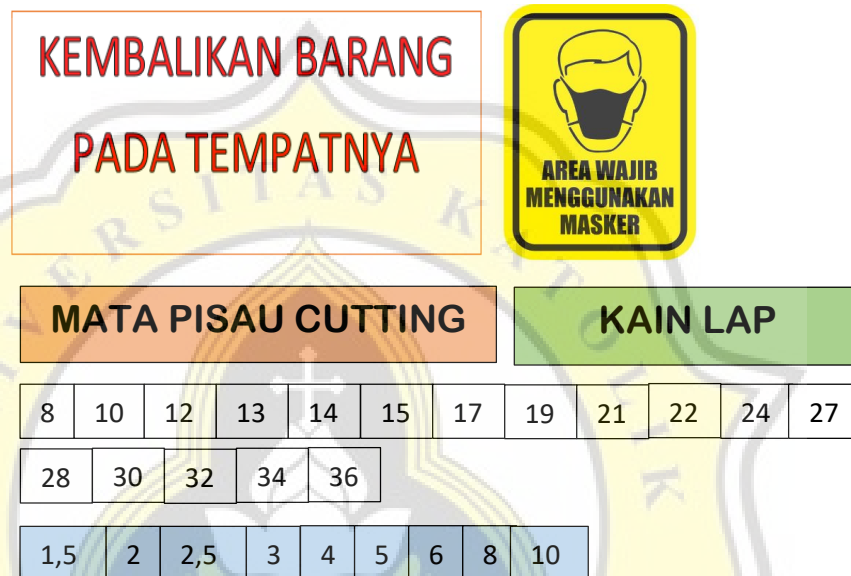 KEMBALIKAN BARANG
PADA TEMPATNYA
AREA WAJIB
MENGGUNAKAN
MASKER
MATA PISAU CUTTING
KAIN LAP
8 10 12 13 14 15 17 19 21 22 24 27
28 30 32 34 36
1,5 2 2,5 3 4 5 6 8 10